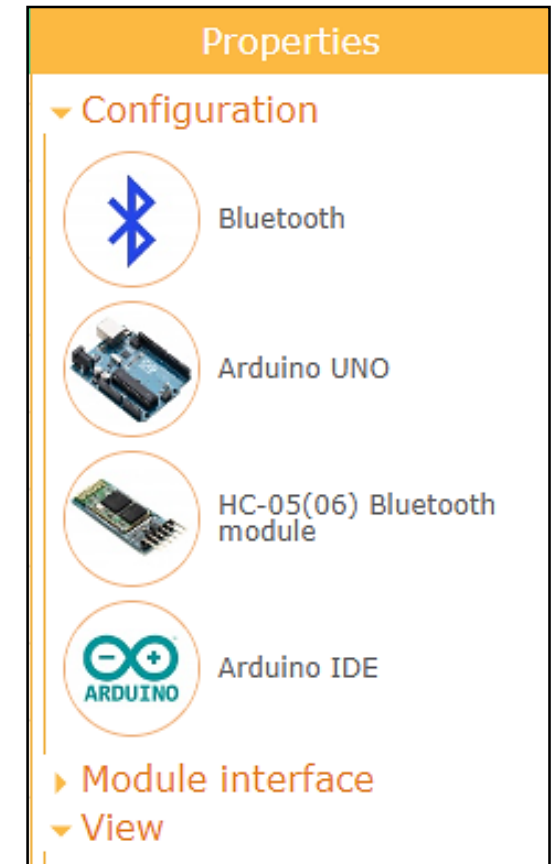 Properties
Configuration
Bluetooth
Arduino UNO
HC-05(06) Bluetooth
module
ARDUINO
Arduino IDE
Module interface
View